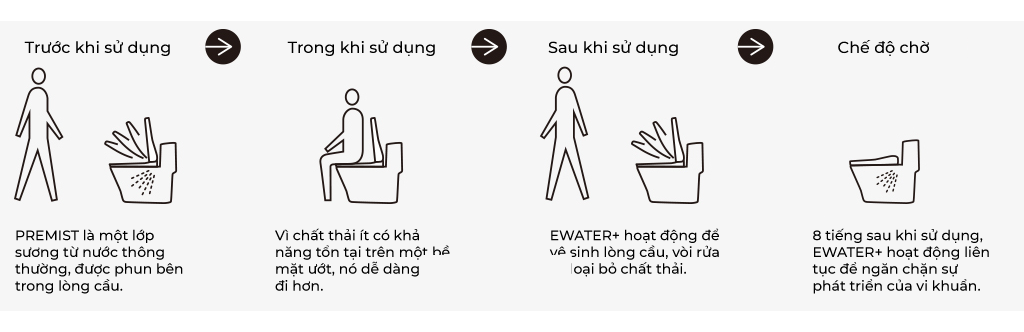 Trước khi sử dụng
Trong khi sử dụng
Sau khi sử dụng
Chế độ chờ
PREMIST là một lớp
sương từ nước thông
thường, được phun bên
trong lòng cầu.
Vì chất thải ít có khả
năng tồn tại trên một bề
mặt ướt, nó dễ dàng
đi hơn.
EWATER+ hoạt động để
vệ sinh lòng cầu, vòi rửa
loại bỏ chất thải.
8 tiếng sau khi sử dụng,
EWATER+ hoạt động liên
tục để ngăn chặn sự
phát triển của vi khuẩn.